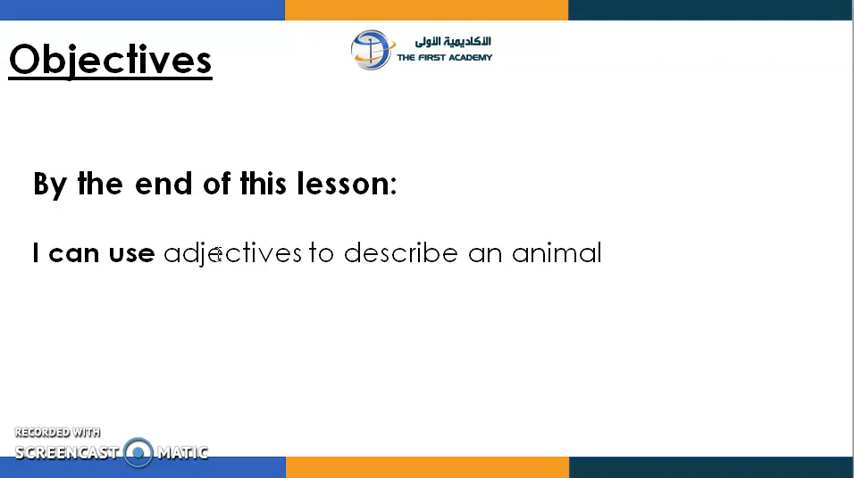 الأكاديمية الأولى
THE FIRST ACADEMY
Objectives
By the end of this lesson:
I can use adjectives to describe an animal
RECORDED WITH
SCREENCAST MATIC